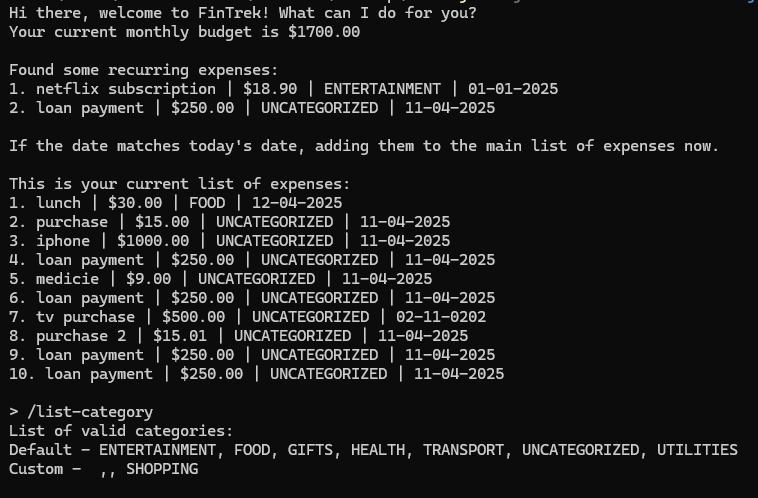 Hi there, welcome to FinTrek! What can I do for you?
Your current monthly budget is $1700.00
Found some recurring expenses:
1. netflix subscription | $18.90 | ENTERTAINMENT | 01-01-2025
2. loan payment | $250.00 | UNCATEGORIZED | 11-04-2025
If the date matches today's date, adding them to the main list of expenses now.
This is your current list of expenses:
1. lunch | $30.00 | FOOD | 12-04-2025
2. purchase | $15.00 | UNCATEGORIZED | 11-04-2025
3. iphone | $1000.00 | UNCATEGORIZED | 11-04-2025
4. loan payment | $250.00 | UNCATEGORIZED | 11-04-2025
5. medicie | $9.00 | UNCATEGORIZED | 11-04-2025
6. loan payment | $250.00 | UNCATEGORIZED | 11-04-2025
7. tv purchase | $500.00 | UNCATEGORIZED | 02-11-0202
8. purchase 2 | $15.01 | UNCATEGORIZED | 11-04-2025
9. loan payment | $250.00 | UNCATEGORIZED | 11-04-2025
10. loan payment | $250.00 | UNCATEGORIZED | 11-04-2025
> /list-category
List of valid categories:
Default - ENTERTAINMENT, FOOD, GIFTS, HEALTH, TRANSPORT, UNCATEGORIZED, UTILITIES
Custom -  ,, SHOPPING